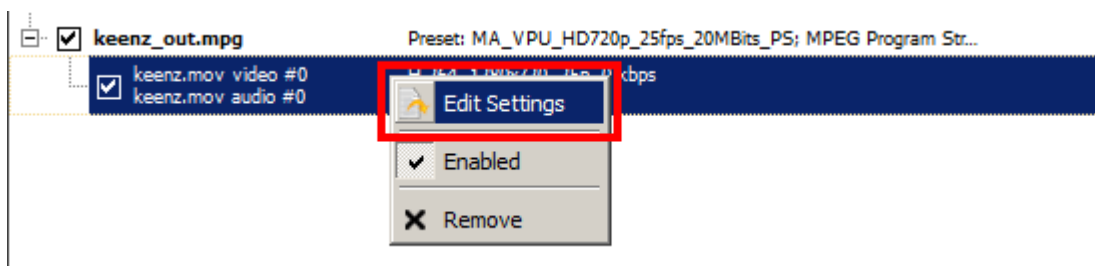 keenz_out.mpg Preset: MA_VPU_HD720p_25fps_20MBits_PS; MPEG Program Str...
keenz.mov video #0 kbps
keenz.mov audio #0
Edit Settings
Enabled
Remove